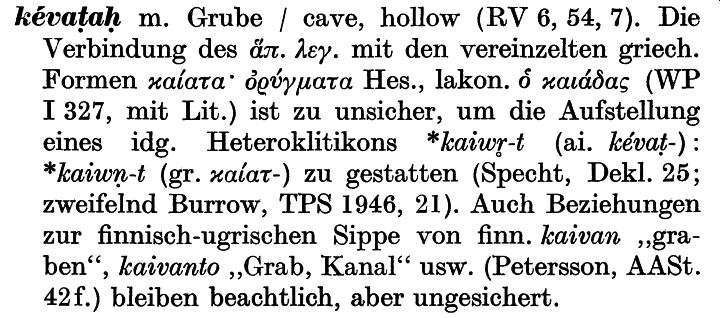 kévaṭaḥ m. Grube / cave, hollow (RV 6, 54, 7). Die
Verbindung des ἅπ. λεγ. mit den vereinzelten griech.
Formen καίατα· ὀρύγματα Hes., lakon. ὁ καιάδας (WP
I 327, mit Lit.) ist zu unsicher, um die Aufstellung
eines idg. Heteroklitikons *kaiwr̥-t (ai. kévaṭ-) :
*kaiwn̥-t (gr. καίατ-) zu gestatten (Specht, Dekl. 25;
zweifelnd Burrow, TPS 1946, 21). Auch Beziehungen
zur finnisch-ugrischen Sippe von finn. kaivan „gra-
ben“, kaivanto „Grab, Kanal“ usw. (Petersson, AASt.
42 f.) bleiben beachtlich, aber ungesichert.